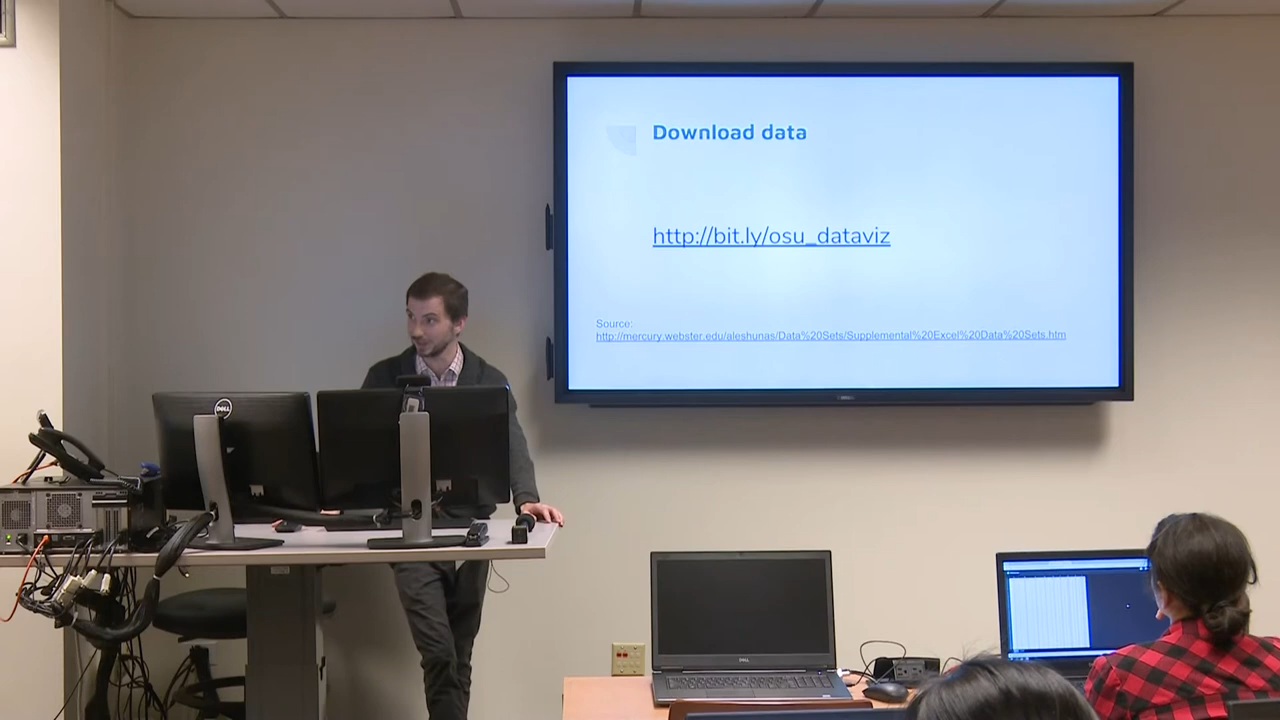 Download data
http://bit.ly/osu_dataviz
Source:
http://mercury.webster.edu/aleshunas/Data%20Sets/Supplemental%20Excel%20Data%20Sets.htm
DELL
DELL